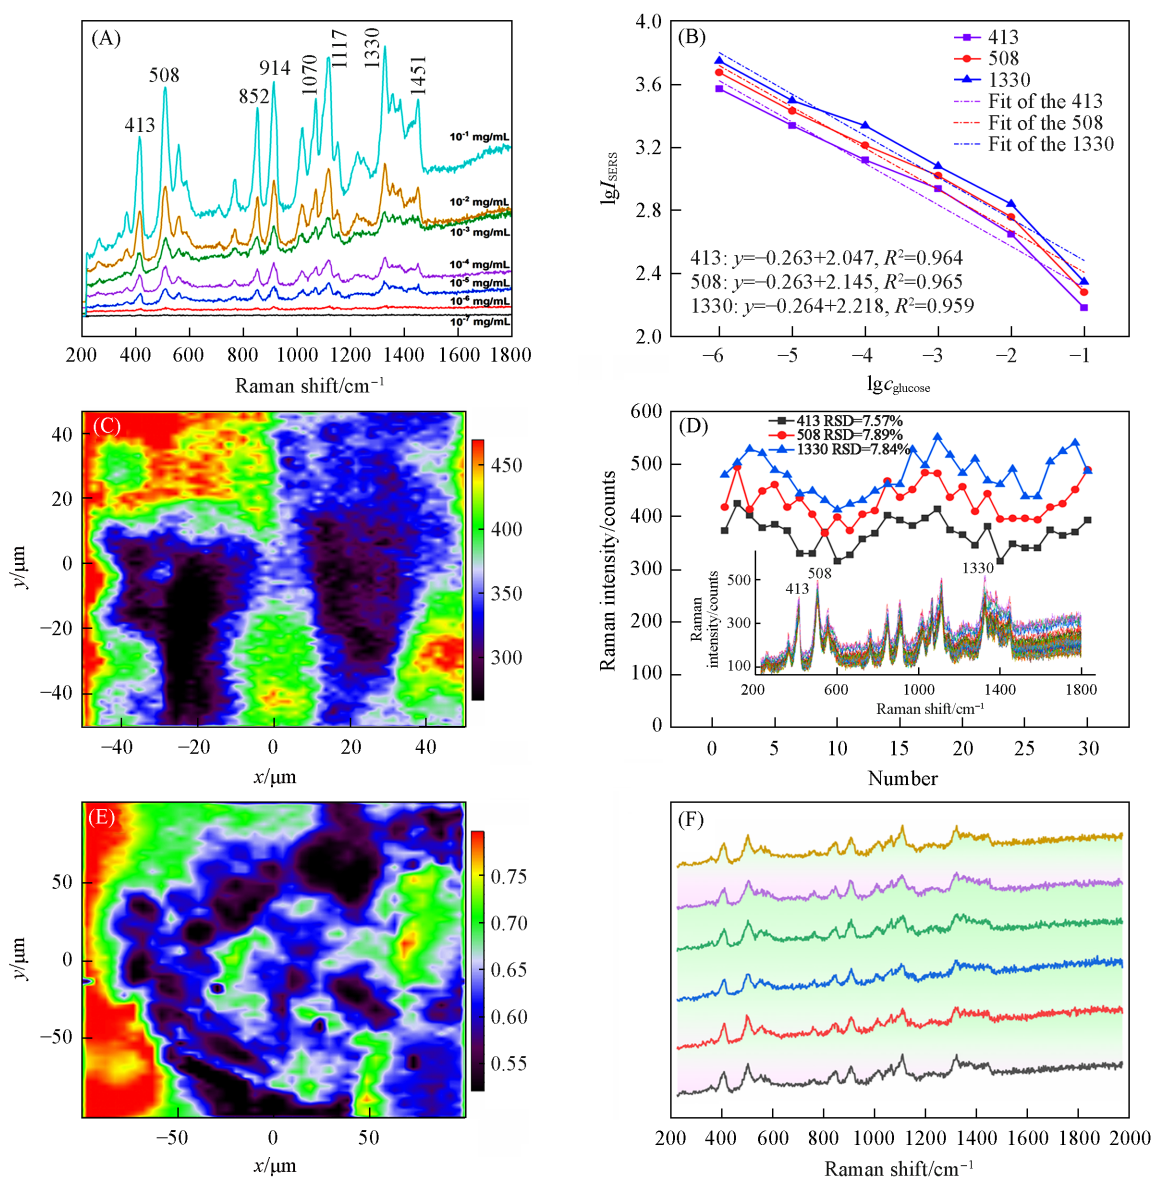 (A)
413
508
852
914
1070
1117
1330
1451
10⁻¹ mg/mL
10⁻² mg/mL
10⁻³ mg/mL
10⁻⁴ mg/mL
10⁻⁵ mg/mL
10⁻⁶ mg/mL
10⁻⁷ mg/mL
200 400 600 800 1000 1200 1400 1600 1800
Raman shift/cm⁻¹
(B)
413
508
1330
Fit of the 413
Fit of the 508
Fit of the 1330
4.0
3.6
3.2
2.8
2.4
2.0
lgI_SERS
413: y=−0.263+2.047, R²=0.964
508: y=−0.263+2.145, R²=0.965
1330: y=−0.264+2.218, R²=0.959
−6 −5 −4 −3 −2 −1
lgc_glucose
(C)
40
20
0
−20
−40
y/μm
450
400
350
300
−40 −20 0 20 40
x/μm
(D)
413 RSD=7.57%
508 RSD=7.89%
1330 RSD=7.84%
600
500
400
300
200
100
0
Raman intensity/counts
413
508
1330
500
300
100
Raman
intensity/counts
200 600 1000 1400 1800
Raman shift/cm⁻¹
0 5 10 15 20 25 30
Number
(E)
50
0
−50
y/μm
0.75
0.70
0.65
0.60
0.55
−50 0 50
x/μm
(F)
200 400 600 800 1000 1200 1400 1600 2000
Raman shift/cm⁻¹